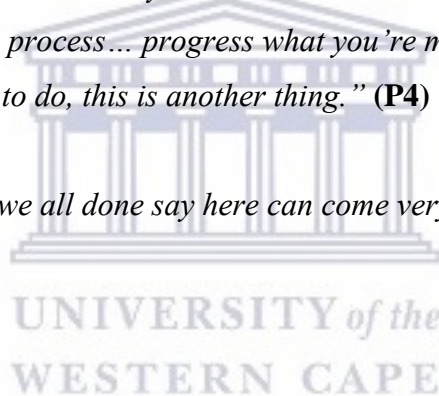 process… progress what you’re m
to do, this is another thing.” (P4)
we all done say here can come very
UNIVERSITY of the
WESTERN CAPE